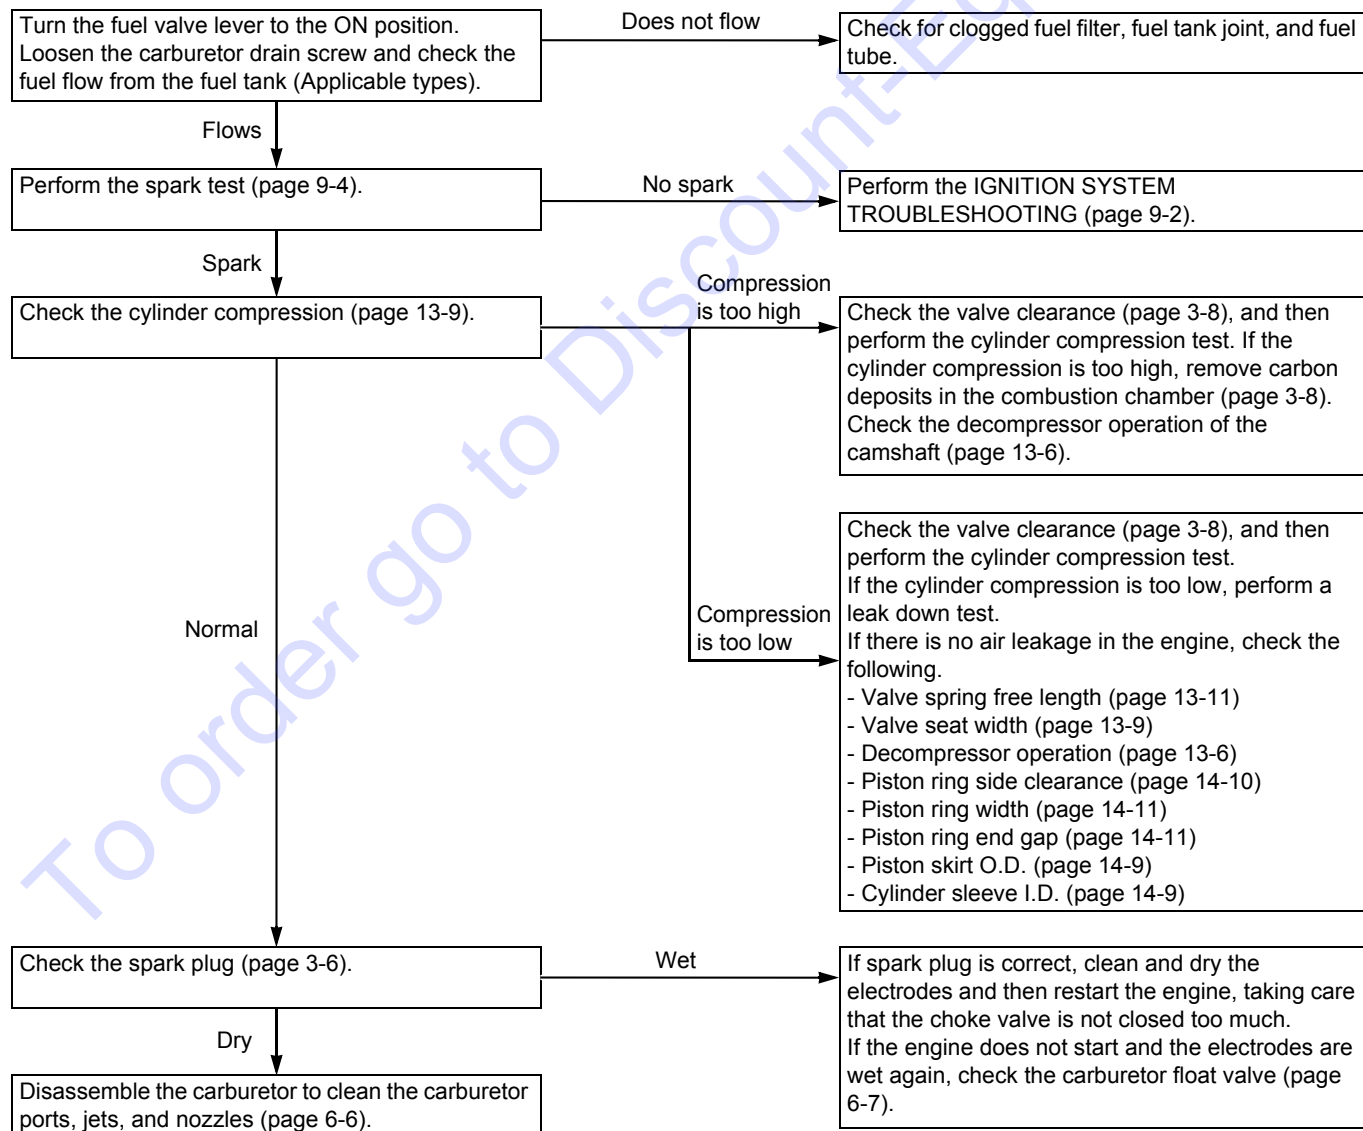 Turn the fuel valve lever to the ON position.
Loosen the carburetor drain screw and check the
fuel flow from the fuel tank (Applicable types).
Does not flow
Check for clogged fuel filter, fuel tank joint, and fuel
tube.
Flows
Perform the spark test (page 9-4).
No spark
Perform the IGNITION SYSTEM
TROUBLESHOOTING (page 9-2).
Spark
Check the cylinder compression (page 13-9).
Compression
is too high
Check the valve clearance (page 3-8), and then
perform the cylinder compression test. If the
cylinder compression is too high, remove carbon
deposits in the combustion chamber (page 3-8).
Check the decompressor operation of the
camshaft (page 13-6).
Normal
Compression
is too low
Check the valve clearance (page 3-8), and then
perform the cylinder compression test.
If the cylinder compression is too low, perform a
leak down test.
If there is no air leakage in the engine, check the
following.
- Valve spring free length (page 13-11)
- Valve seat width (page 13-9)
- Decompressor operation (page 13-6)
- Piston ring side clearance (page 14-10)
- Piston ring width (page 14-11)
- Piston ring end gap (page 14-11)
- Piston skirt O.D. (page 14-9)
- Cylinder sleeve I.D. (page 14-9)
Check the spark plug (page 3-6).
Wet
If spark plug is correct, clean and dry the
electrodes and then restart the engine, taking care
that the choke valve is not closed too much.
If the engine does not start and the electrodes are
wet again, check the carburetor float valve (page
6-7).
Dry
Disassemble the carburetor to clean the carburetor
ports, jets, and nozzles (page 6-6).
To order go to Discount-Eq